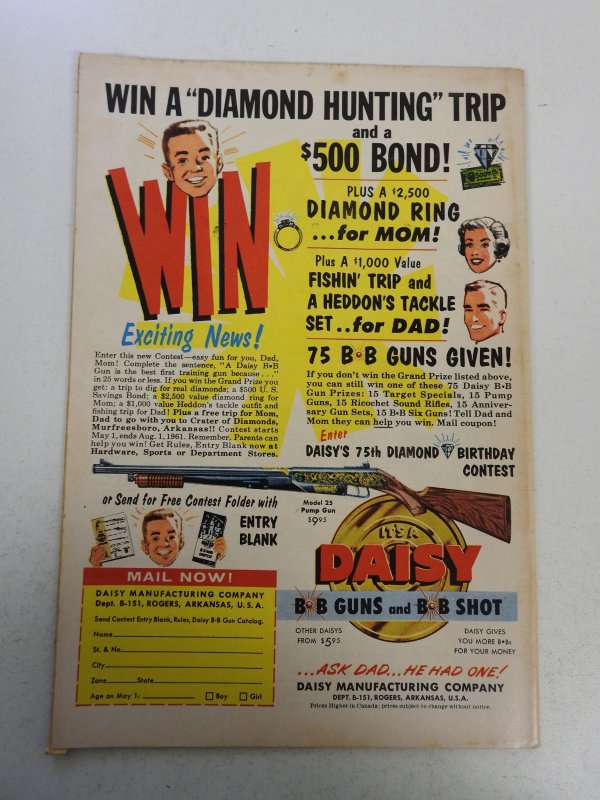 WIN A "DIAMOND HUNTING" TRIP
and a
$500 BOND!
WIN
PLUS A $2,500
DIAMOND RING
...for MOM!
Plus A $1,000 Value
FISHIN' TRIP and
A HEDDON'S TACKLE
SET..for DAD!
Exciting News!
Enter this new Contest—easy fun for you, Dad,
Mom! Complete the sentence, "A Daisy B•B
Gun is the best first training gun because . . ."
in 25 words or less. If you win the Grand Prize you
get: a trip to dig for real diamonds; a $500 U. S.
Savings Bond; a $2,500 value diamond ring for
Mom; a $1,000 value Heddon's tackle outfit and
fishing trip for Dad! Plus a free trip for Mom,
Dad to go with you to Crater of Diamonds,
Murfreesboro, Arkansas!! Contest starts
May 1, ends Aug. 1, 1961. Remember, Parents can
help you win! Get Rules, Entry Blank now at
Hardware, Sports or Department Stores.
75 B•B GUNS GIVEN!
If you don't win the Grand Prize listed above,
you can still win one of these 75 Daisy B•B
Gun Prizes: 15 Target Specials, 15 Pump
Guns, 15 Ricochet Sound Rifles, 15 Anniver-
sary Gun Sets, 15 B•B Six Guns! Tell Dad and
Mom they can help you win. Mail coupon!
Enter
DAISY'S 75th DIAMOND BIRTHDAY
CONTEST
or Send for Free Contest Folder with
ENTRY
BLANK
Model 25
Pump Gun
$9.95
IT'S A
DAISY
B•B GUNS and B•B SHOT
OTHER DAISYS
FROM $5.95
DAISY GIVES
YOU MORE B•Bs
FOR YOUR MONEY
...ASK DAD...HE HAD ONE!
DAISY MANUFACTURING COMPANY
DEPT. B-151, ROGERS, ARKANSAS, U.S.A.
Prices Higher in Canada; prices subject to change without notice.
MAIL NOW!
DAISY MANUFACTURING COMPANY
Dept. B-151, ROGERS, ARKANSAS, U.S.A.
Send Contest Entry Blank, Rules, Daisy B•B Gun Catalog.
Name
St. & No.
City
Zone State
Age on May 1: Boy Girl